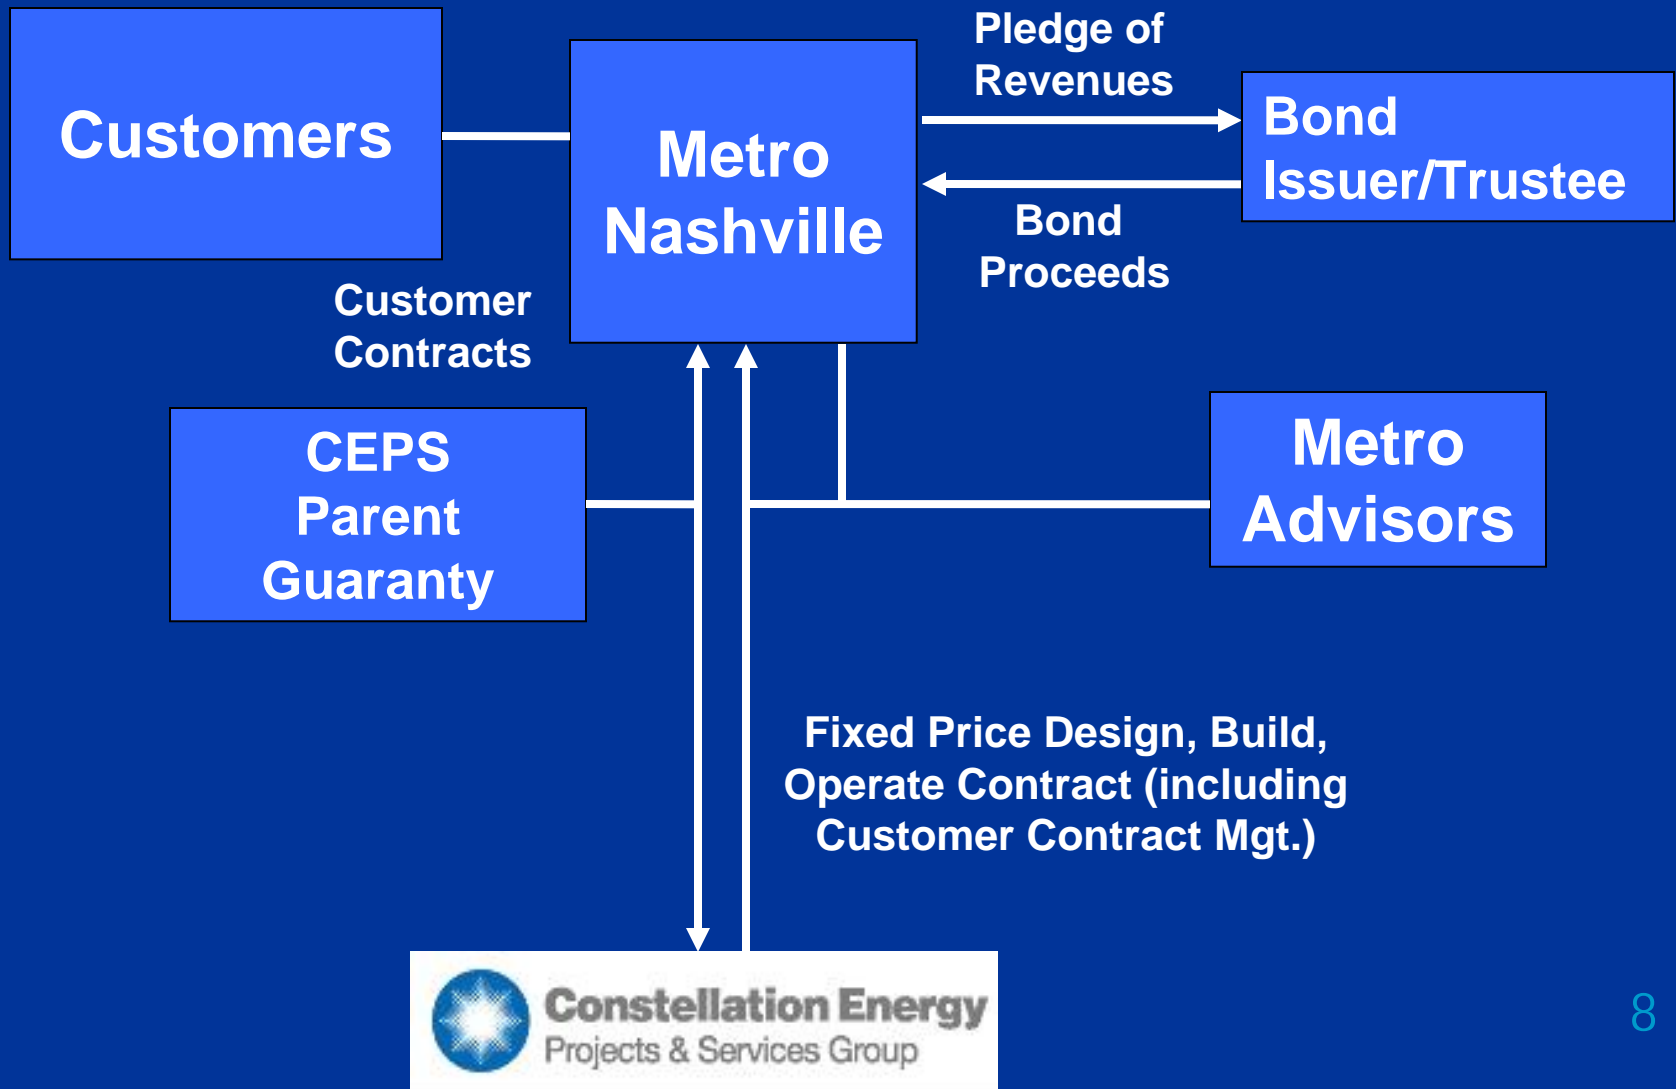 Customers
Metro
Nashville
Pledge of
Revenues
Bond
Issuer/Trustee
Bond
Proceeds
Customer
Contracts
CEPS
Parent
Guaranty
Metro
Advisors
Fixed Price Design, Build,
Operate Contract (including
Customer Contract Mgt.)
Constellation Energy
Projects & Services Group
8